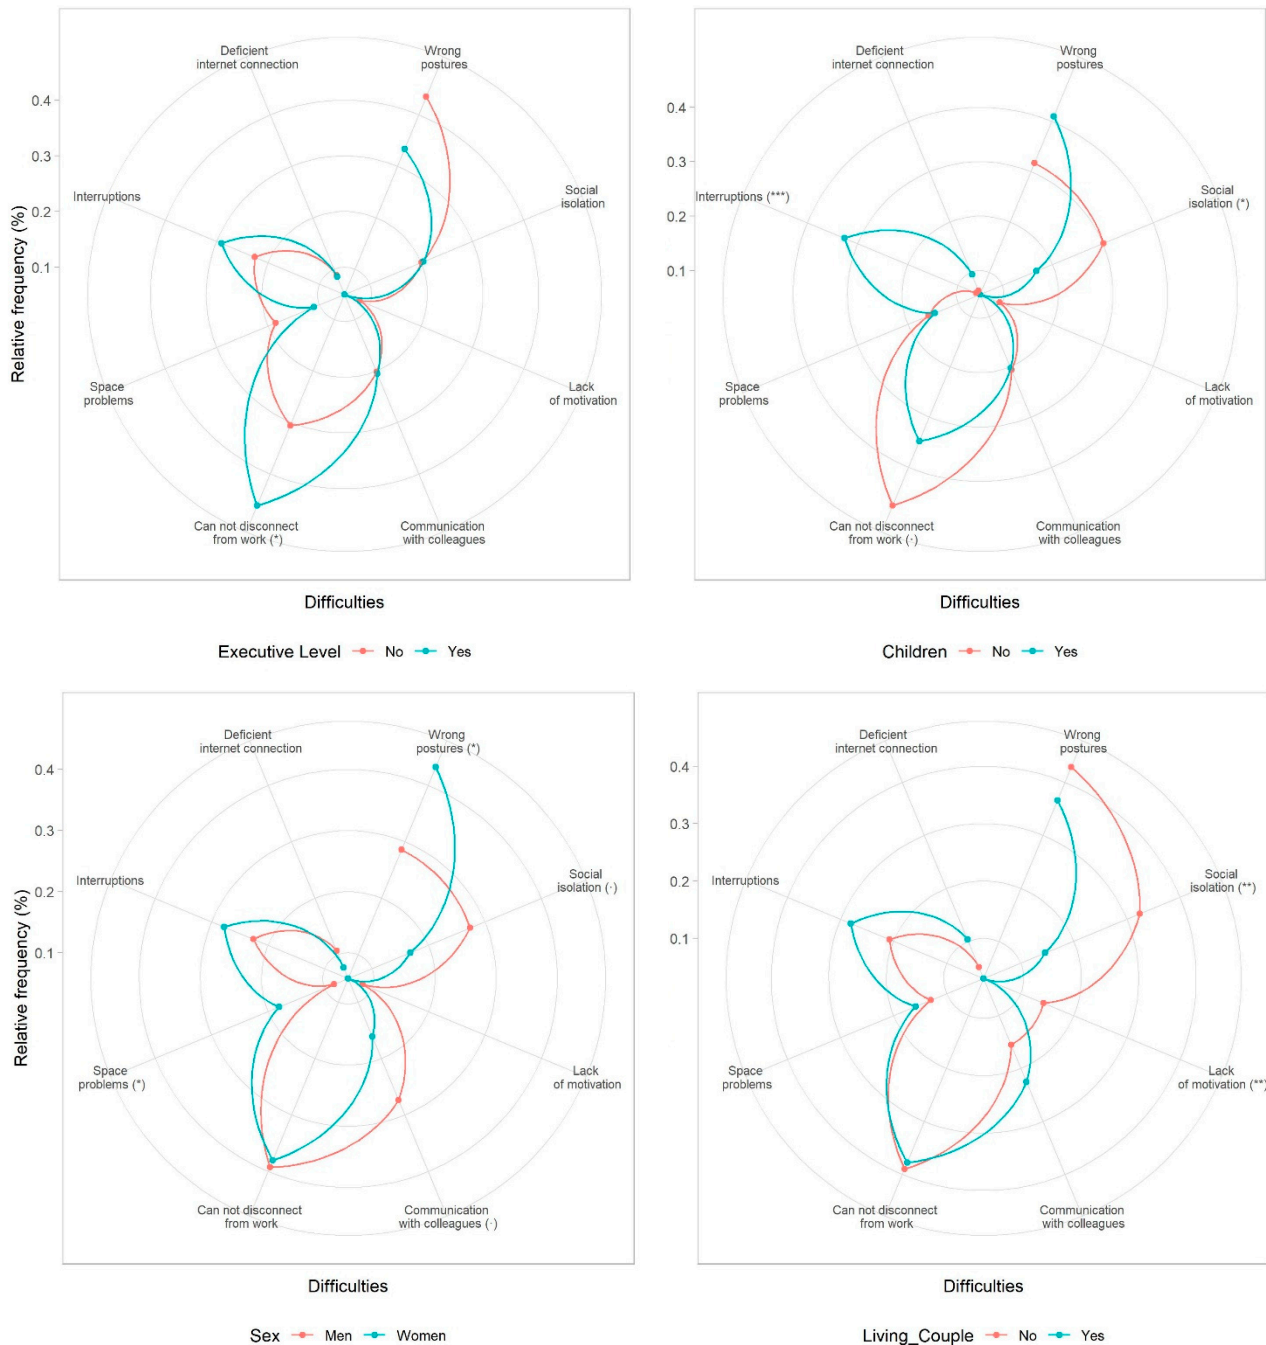 Deficient
internet connection
Wrong
postures
0.4
0.3
0.2
0.1
Interruptions
Social
isolation
Relative frequency (%)
Space
problems
Lack
of motivation
Can not disconnect
from work (*)
Communication
with colleagues
Difficulties
Executive Level No Yes
Deficient
internet connection
Wrong
postures
0.4
0.3
0.2
0.1
Interruptions (***)
Social
isolation (*)
Space
problems
Lack
of motivation
Can not disconnect
from work (·)
Communication
with colleagues
Difficulties
Children No Yes
Deficient
internet connection
Wrong
postures (*)
0.4
0.3
0.2
0.1
Interruptions
Social
isolation (·)
Relative frequency (%)
Space
problems (*)
Lack
of motivation
Can not disconnect
from work
Communication
with colleagues (·)
Difficulties
Sex Men Women
Deficient
internet connection
Wrong
postures
0.4
0.3
0.2
0.1
Interruptions
Social
isolation (**)
Space
problems
Lack
of motivation (**)
Can not disconnect
from work
Communication
with colleagues
Difficulties
Living_Couple No Yes